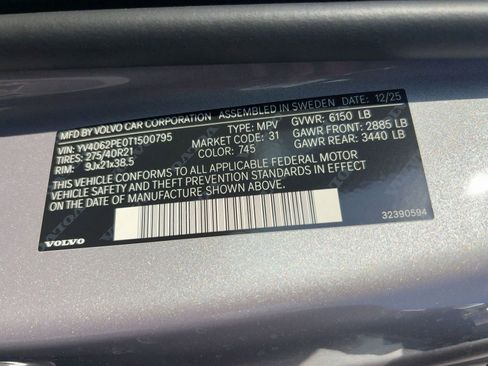 MFD BY VOLVO CAR CORPORATION ASSEMBLED IN SWEDEN DATE: 12/25
VIN: YV4062PE0T1500795 TYPE: MPV GVWR: 6150 LB
TIRES: 275/40R21 MARKET CODE: 31 GAWR FRONT: 2885 LB
RIM: 9Jx21x38.5 COLOR: 745 GAWR REAR: 3440 LB
THIS VEHICLE CONFORMS TO ALL APPLICABLE FEDERAL MOTOR
VEHICLE SAFETY AND THEFT PREVENTION STANDARDS IN EFFECT
ON THE DATE OF MANUFACTURE SHOWN ABOVE.
32390594
VOLVO